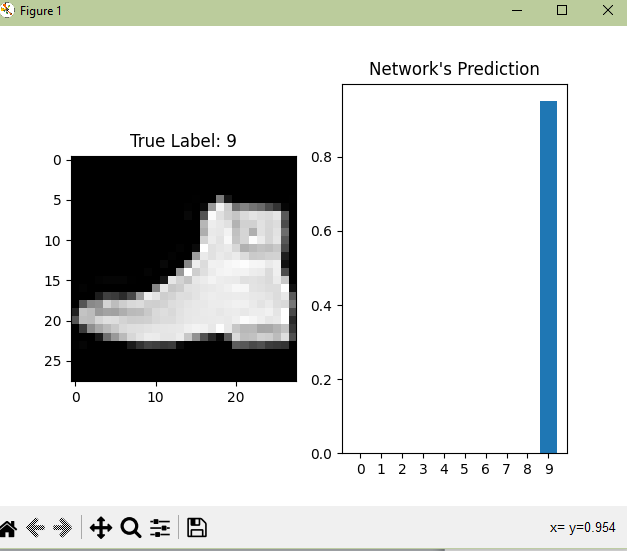 Figure 1
Network's Prediction
True Label: 9
0
5
10
15
20
25
0 10 20
0.8
0.6
0.4
0.2
0.0
0 1 2 3 4 5 6 7 8 9
x= y=0.954